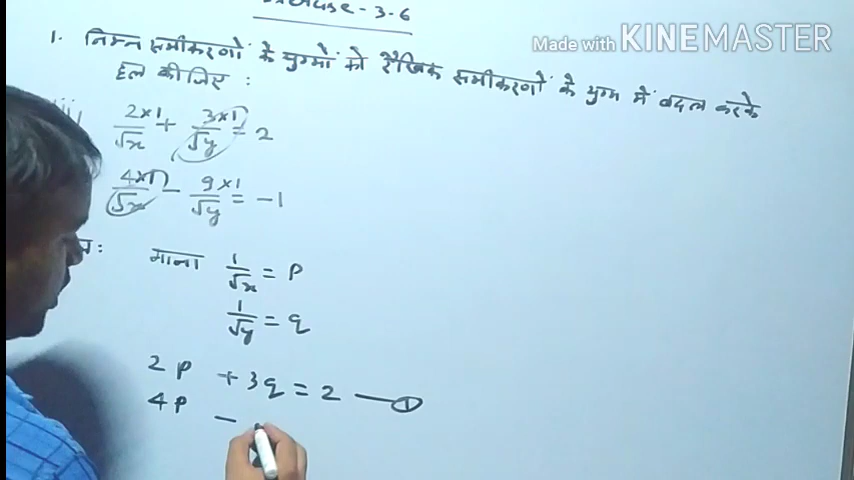 3.6
Made with KINEMASTER
1. निम्न समीकरणों के युग्मों को रैखिक समीकरणों के युग्म में बदल करके
हल कीजिए :
2×1/√x + 3×1/√y = 2
4×1/√x - 9×1/√y = -1
माना 1/√x = P
1/√y = q
2P + 3q = 2 — ①
4P -